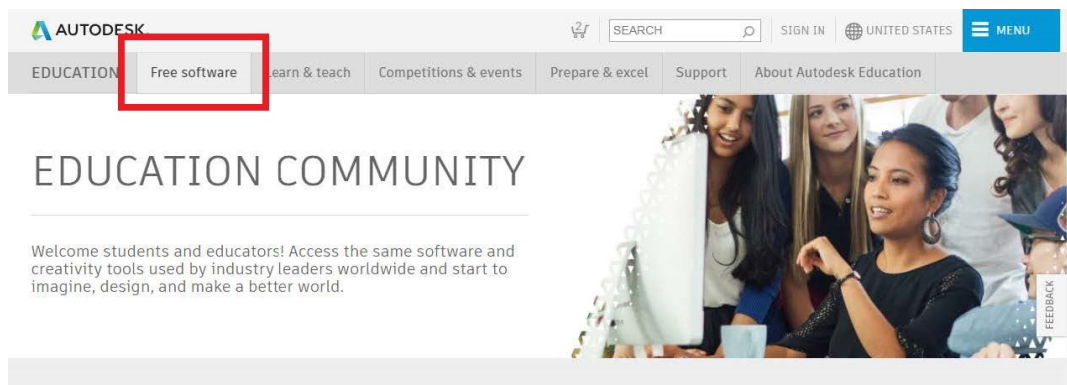 AUTODESK. 2 SEARCH SIGN IN UNITED STATES MENU
EDUCATION Free software Learn & teach Competitions & events Prepare & excel Support About Autodesk Education
EDUCATION COMMUNITY
Welcome students and educators! Access the same software and
creativity tools used by industry leaders worldwide and start to
imagine, design, and make a better world.
FEEDBACK